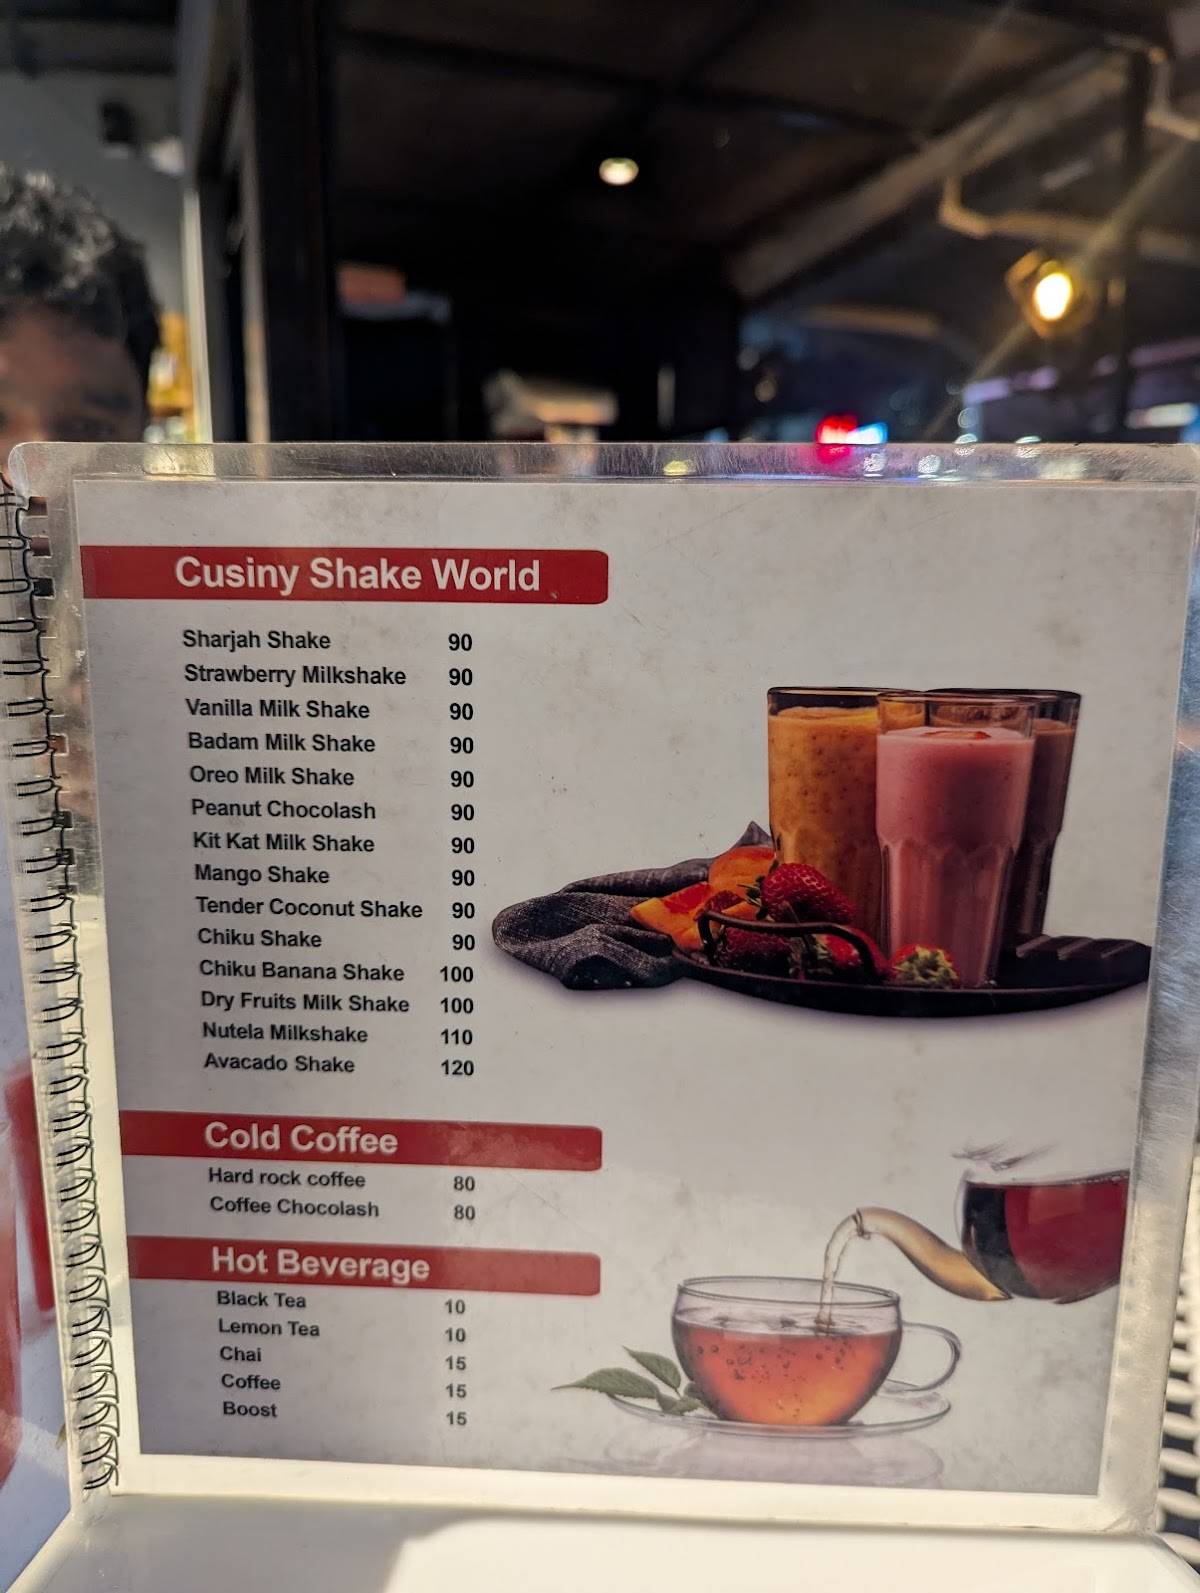 Cusiny Shake World
Sharjah Shake 90
Strawberry Milkshake 90
Vanilla Milk Shake 90
Badam Milk Shake 90
Oreo Milk Shake 90
Peanut Chocolash 90
Kit Kat Milk Shake 90
Mango Shake 90
Tender Coconut Shake 90
Chiku Shake 90
Chiku Banana Shake 100
Dry Fruits Milk Shake 100
Nutela Milkshake 110
Avacado Shake 120
Cold Coffee
Hard rock coffee 80
Coffee Chocolash 80
Hot Beverage
Black Tea 10
Lemon Tea 10
Chai 15
Coffee 15
Boost 15